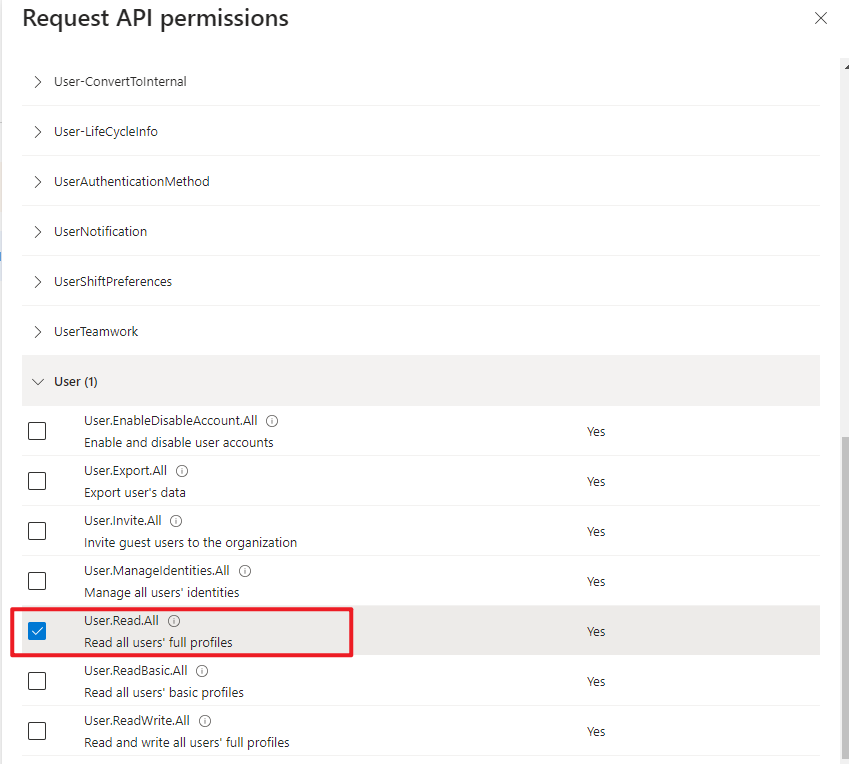 Request API permissions
User-ConvertToInternal
User-LifeCycleInfo
UserAuthenticationMethod
UserNotification
UserShiftPreferences
UserTeamwork
User (1)
User.EnableDisableAccount.All
Enable and disable user accounts
Yes
User.Export.All
Export user's data
Yes
User.Invite.All
Invite guest users to the organization
Yes
User.ManageIdentities.All
Manage all users' identities
Yes
User.Read.All
Read all users' full profiles
Yes
User.ReadBasic.All
Read all users' basic profiles
Yes
User.ReadWrite.All
Read and write all users' full profiles
Yes